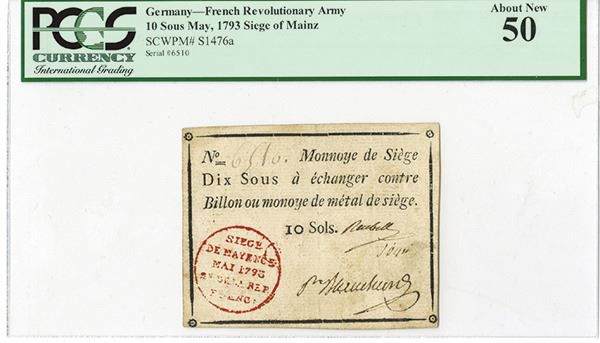 PCGS
CURRENCY
International Grading
Germany—French Revolutionary Army
10 Sous May, 1793 Siege of Mainz
SCWPM# S1476a
Serial #6510
About New
50
No. 6510. Monnoye de Siège
Dix Sous à échanger contre
Billon ou monoye de métal de siège.
10 Sols.
SIEGE
DE MAYENCE
MAI 1793